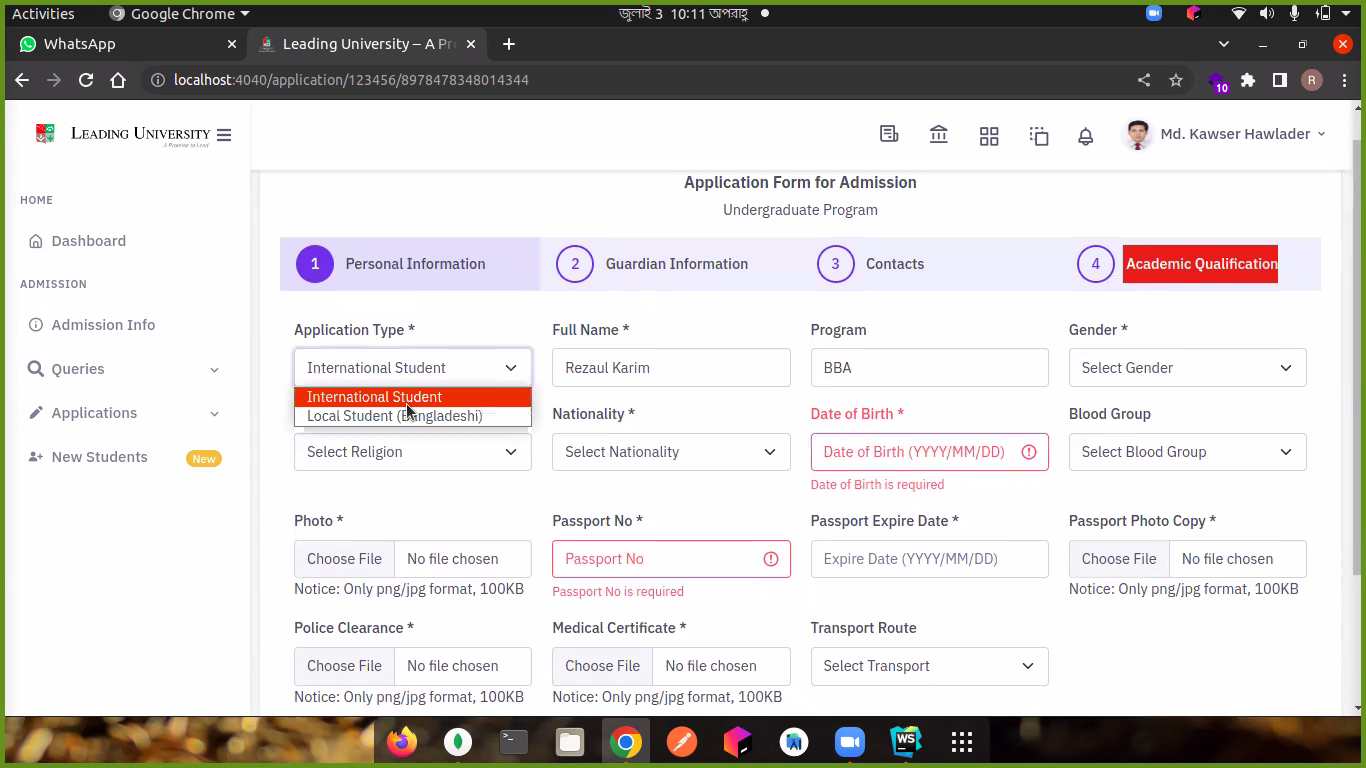 Activities
Google Chrome
জুলাই 3 10:11 অপরাহ্ণ
WhatsApp
Leading University – A Pr
localhost:4040/application/123456/8978478348014344
10
R
LEADING UNIVERSITY
A Promise to Lead
Md. Kawser Hawlader
HOME
Dashboard
ADMISSION
Admission Info
Queries
Applications
New Students
New
Application Form for Admission
Undergraduate Program
1 Personal Information
2 Guardian Information
3 Contacts
4 Academic Qualification
Application Type * Full Name * Program Gender *
International Student Rezaul Karim BBA Select Gender
International Student
Local Student (Bangladeshi)
Nationality * Date of Birth * Blood Group
Select Religion Select Nationality Date of Birth (YYYY/MM/DD) Select Blood Group
Date of Birth is required
Photo * Passport No * Passport Expire Date * Passport Photo Copy *
Choose File No file chosen Passport No Expire Date (YYYY/MM/DD) Choose File No file chosen
Notice: Only png/jpg format, 100KB Passport No is required Notice: Only png/jpg format, 100KB
Police Clearance * Medical Certificate * Transport Route
Choose File No file chosen Choose File No file chosen Select Transport
Notice: Only png/jpg format, 100KB Notice: Only png/jpg format, 100KB
WS